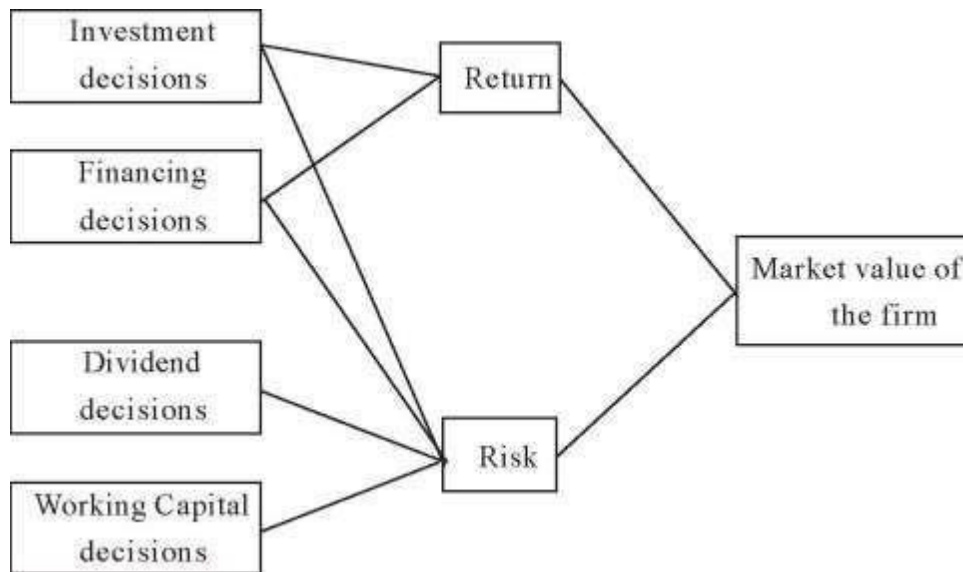 Investment
decisions
Return
Financing
decisions
Market value of
the firm
Dividend
decisions
Risk
Working Capital
decisions